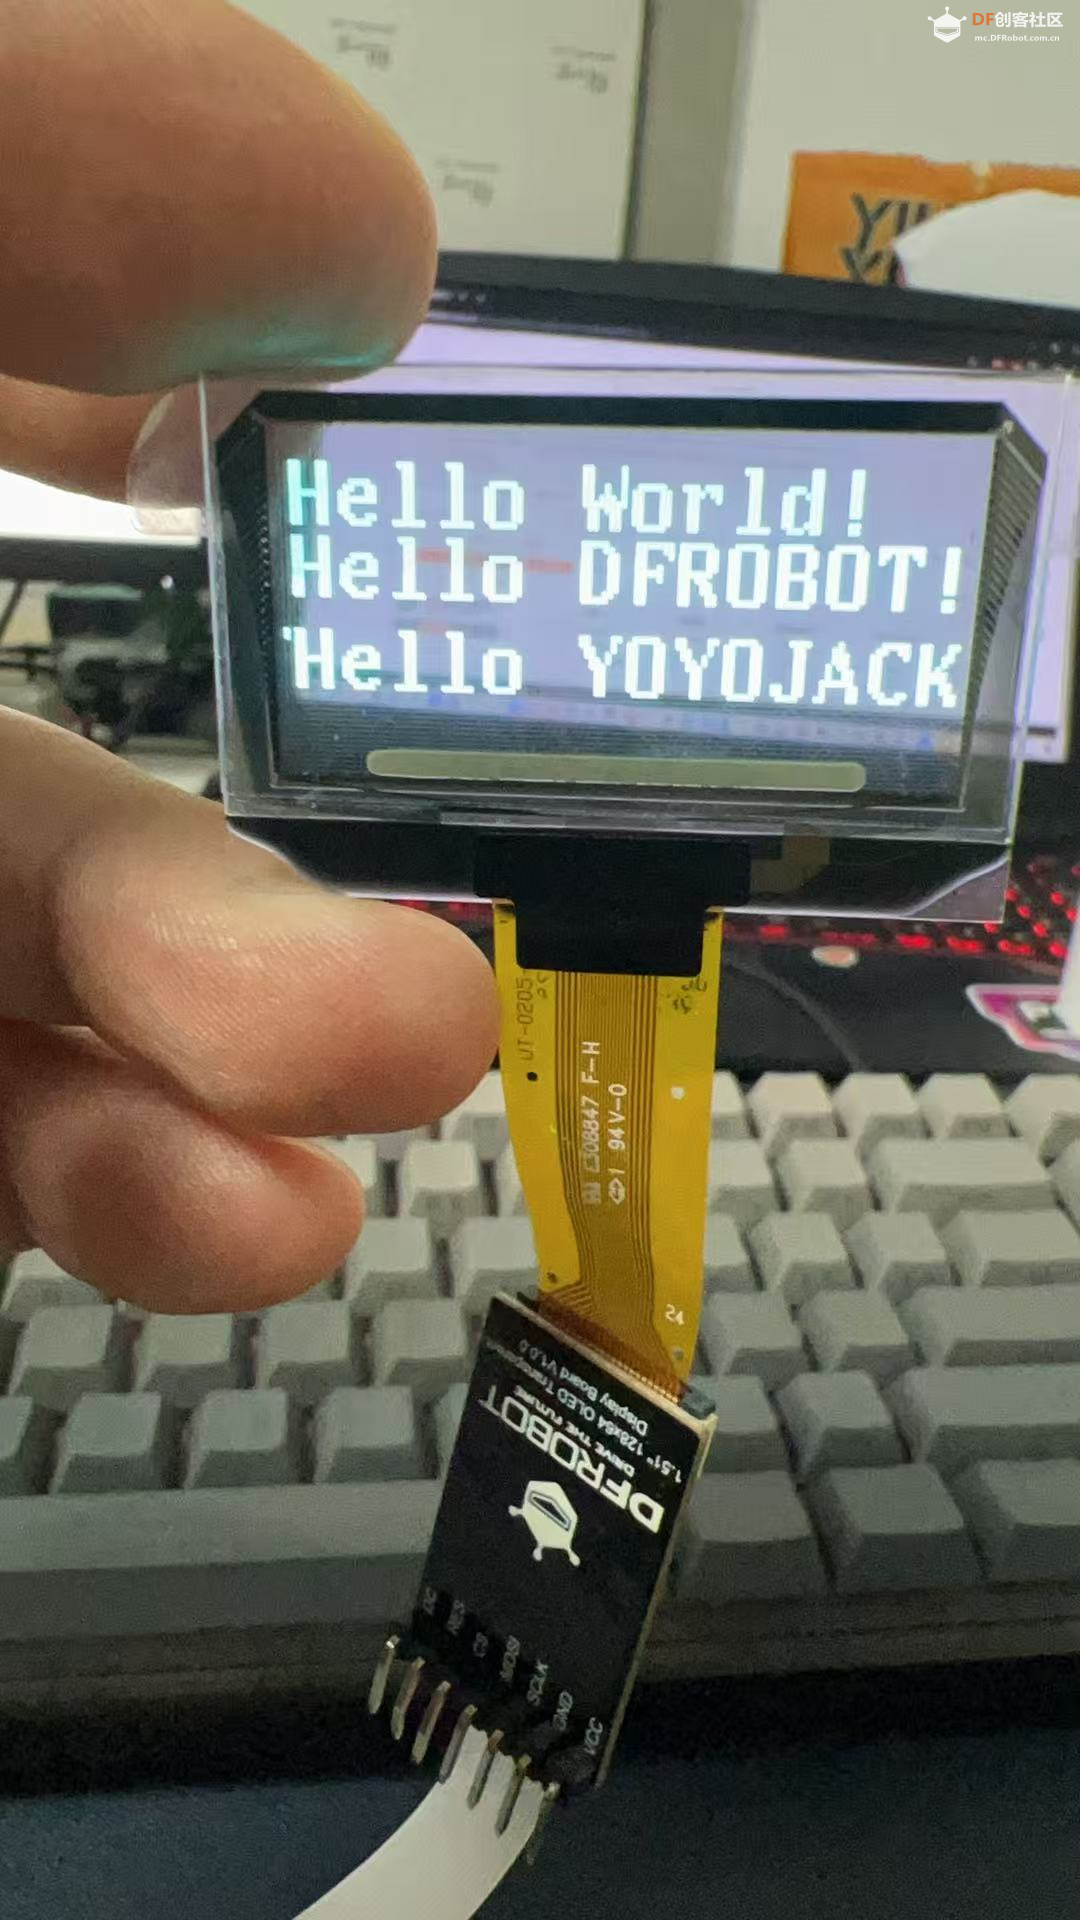 DF创客社区
mc.DFRobot.com.cn
Hello World!
Hello DFROBOT!
Hello YOYOJACK
UT-0205-
E308847 F-H
1 94V-0
24
1.51" 128x64 OLED Transparent
Display Board V1.0.0
DFROBOT
DRIVE THE FUTURE
DC
RES
CS
MOSI
SCLK
GND
VCC